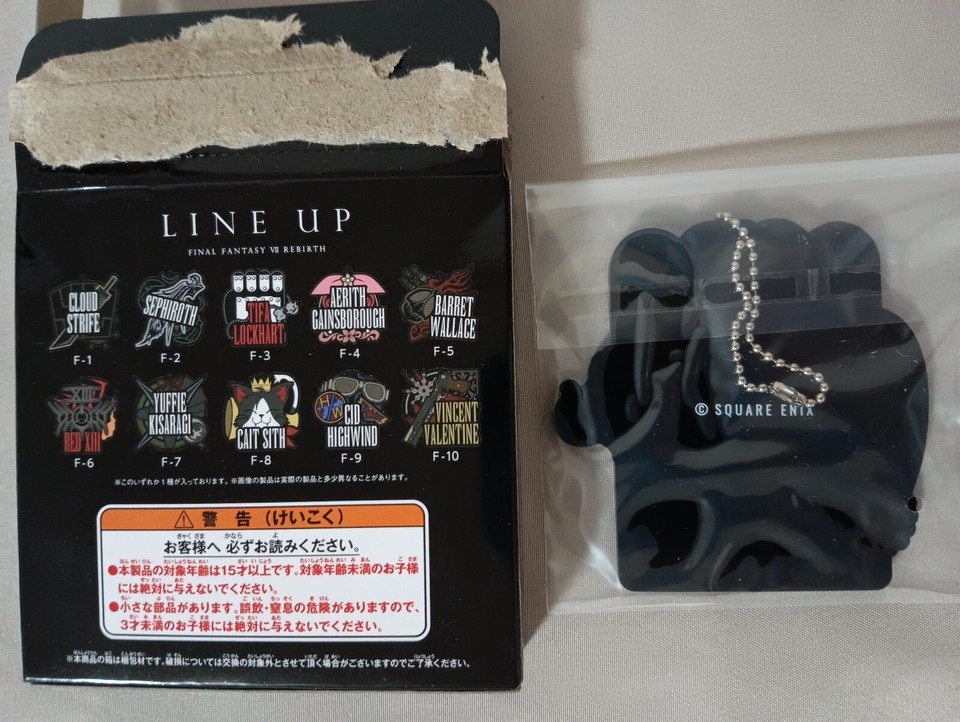 LINE UP
FINAL FANTASY VII REBIRTH
CLOUD STRIFE
SEPHIROTH
TIFA LOCKHART
AERITH GAINSBOROUGH
BARRET WALLACE
F-1
F-2
F-3
F-4
F-5
XIII
RED XIII
YUFFIE KISARAGI
CAIT SITH
CID HIGHWIND
VINCENT VALENTINE
F-6
F-7
F-8
F-9
F-10
※このいずれか1種が入っております。※画像の製品は実際の製品と多少異なることがあります。
警告(けいこく)
お客様へ 必ずお読みください。
●本製品の対象年齢は15才以上です。対象年齢未満のお子様
には絶対に与えないでください。
●小さな部品があります。誤飲・窒息の危険がありますので、
3才未満のお子様には絶対に与えないでください。
※本商品の箱は梱包材です。破損については交換の対象外とさせて頂く場合がございますのでご了承ください。
© SQUARE ENIX